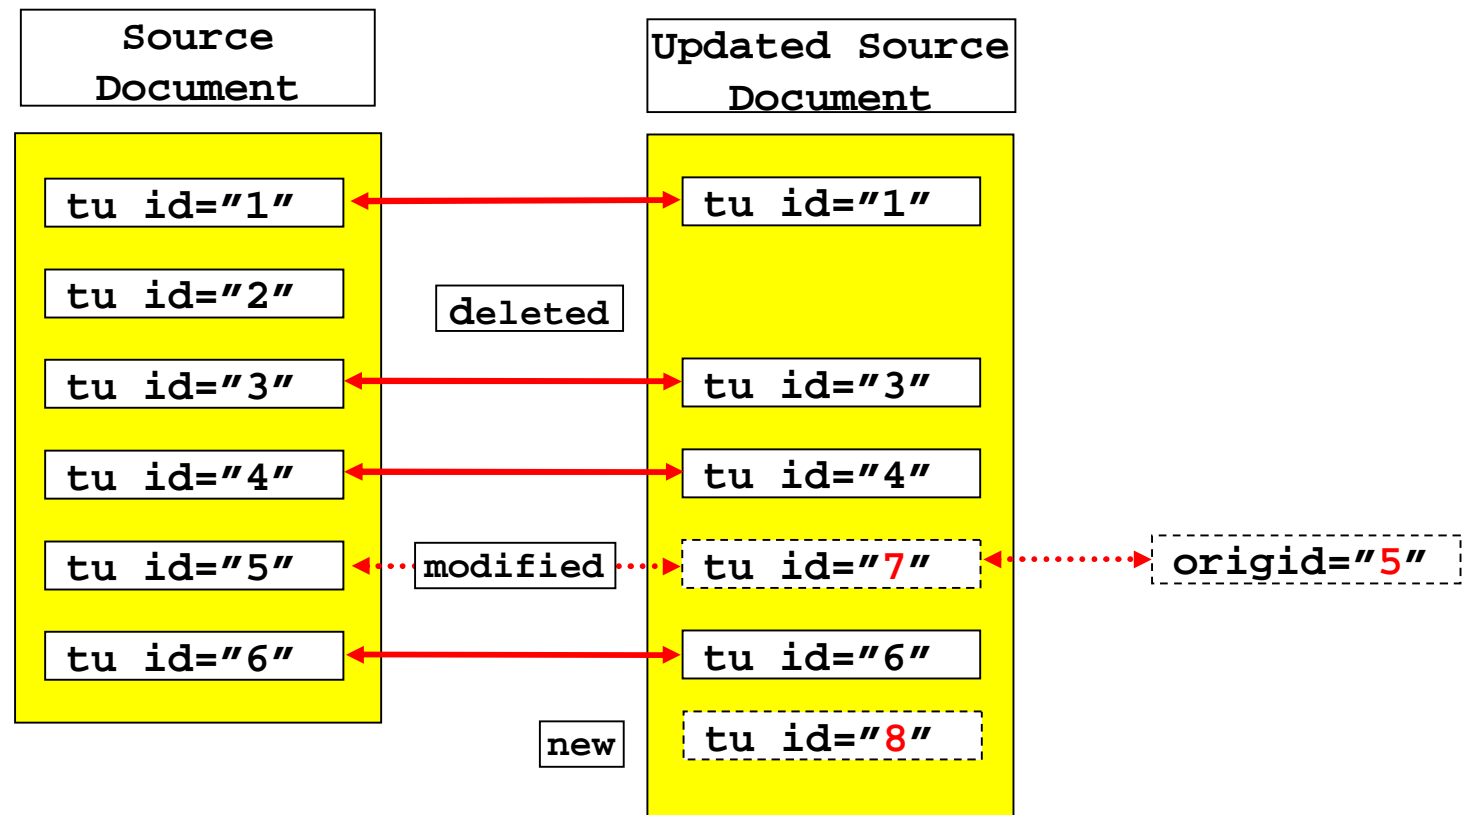 Source
Document
Updated Source
Document
tu id=″1″
tu id=″1″
tu id=″2″
deleted
tu id=″3″
tu id=″3″
tu id=″4″
tu id=″4″
tu id=″5″
modified
tu id=″7″
origid=″5″
tu id=″6″
tu id=″6″
new
tu id=″8″